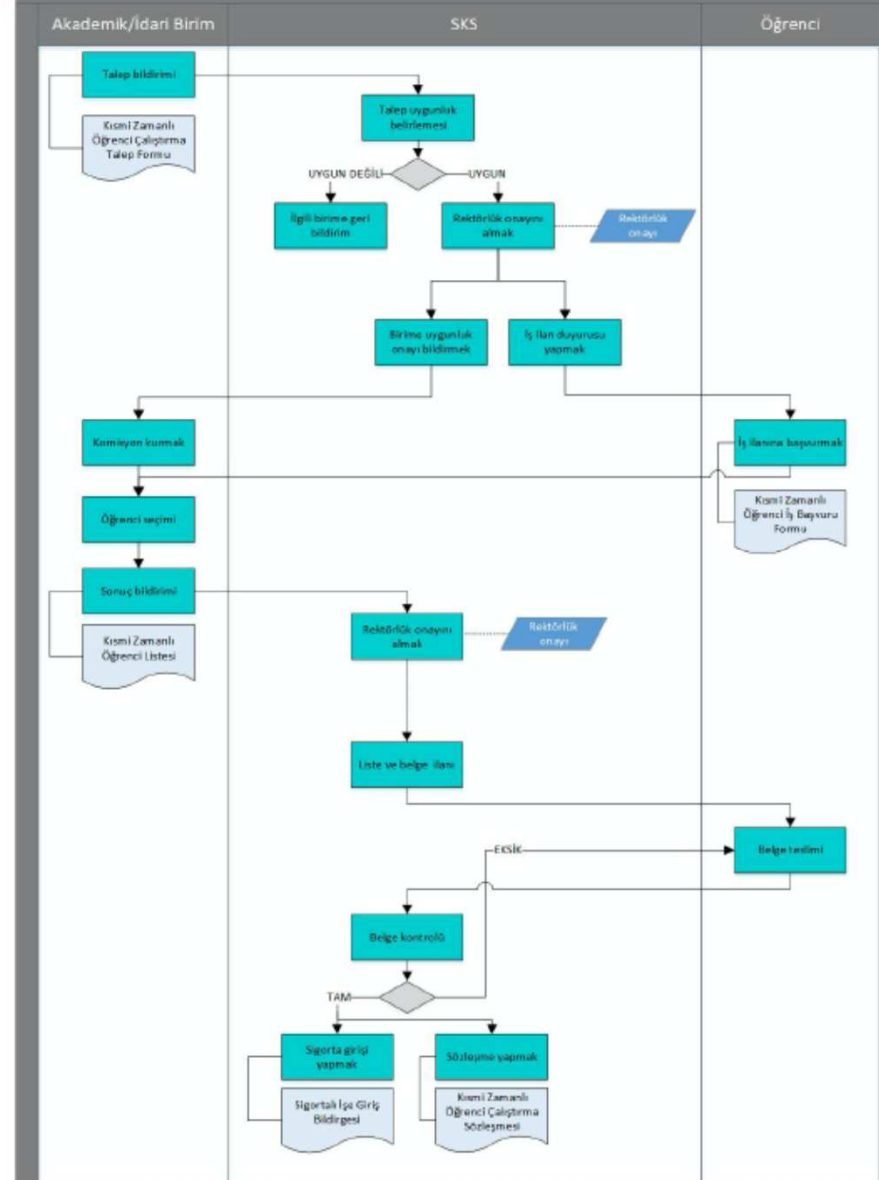 Akademik/İdari Birim
SKS
Öğrenci
Talep bildirimi
Kısmi Zamanlı
Öğrenci Çalıştırma
Talep Formu
Talep uygunluk
belirlemesi
UYGUN DEĞİLİ
UYGUN
İlgili birime geri
bildirim
Rektörlük onayını
almak
Rektörlük
onayı
Birime uygunluk
onayı bildirmek
İş ilan duyurusu
yapmak
Komisyon kurmak
İş ilanına başvurmak
Kısmi Zamanlı
Öğrenci İş Başvuru
Formu
Öğrenci seçimi
Sonuç bildirimi
Kısmi Zamanlı
Öğrenci Listesi
Rektörlük onayını
almak
Rektörlük
onayı
Liste ve belge ilanı
Belge teslimi
EKSİK
Belge kontrolü
TAM
Sigorta girişi
yapmak
Sözleşme yapmak
Sigortalı İşe Giriş
Bildirgesi
Kısmi Zamanlı
Öğrenci Çalıştırma
Sözleşmesi